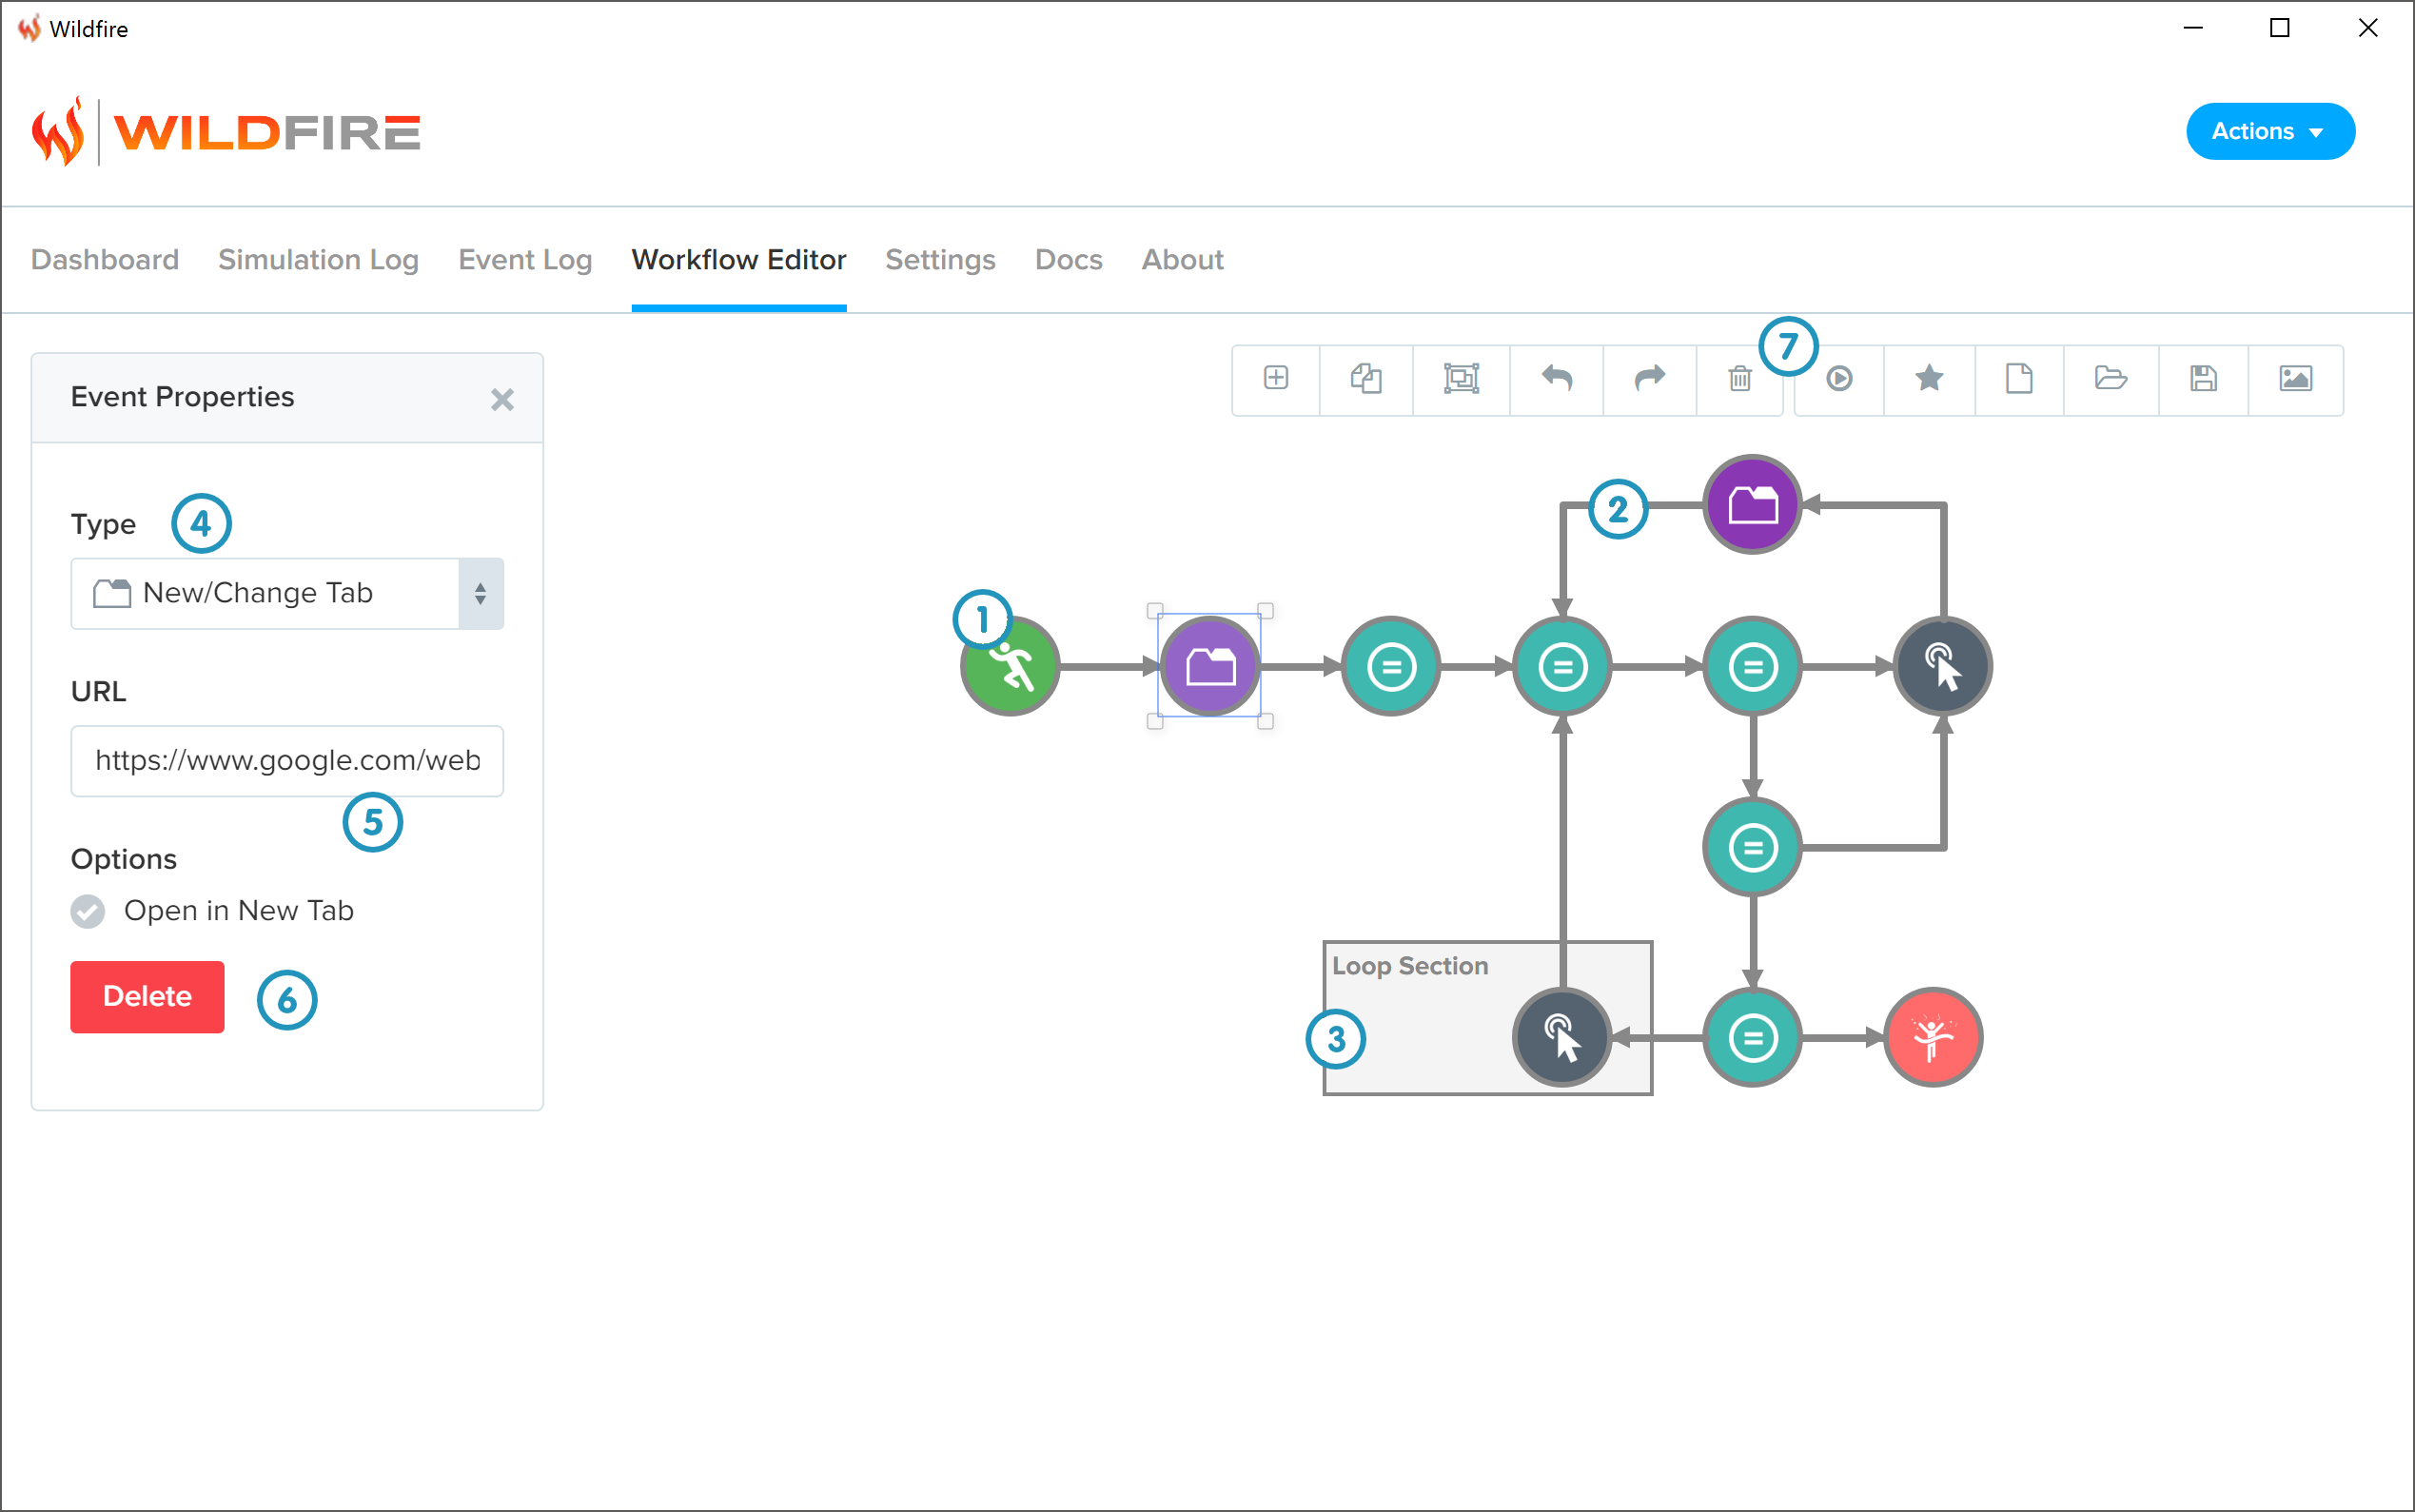 Wildfire
WILDFIRE
Actions
Dashboard Simulation Log Event Log Workflow Editor Settings Docs About
7
Event Properties
Type 4
New/Change Tab
URL
https://www.google.com/web
5
Options
Open in New Tab
Delete 6
2
1
Loop Section
3